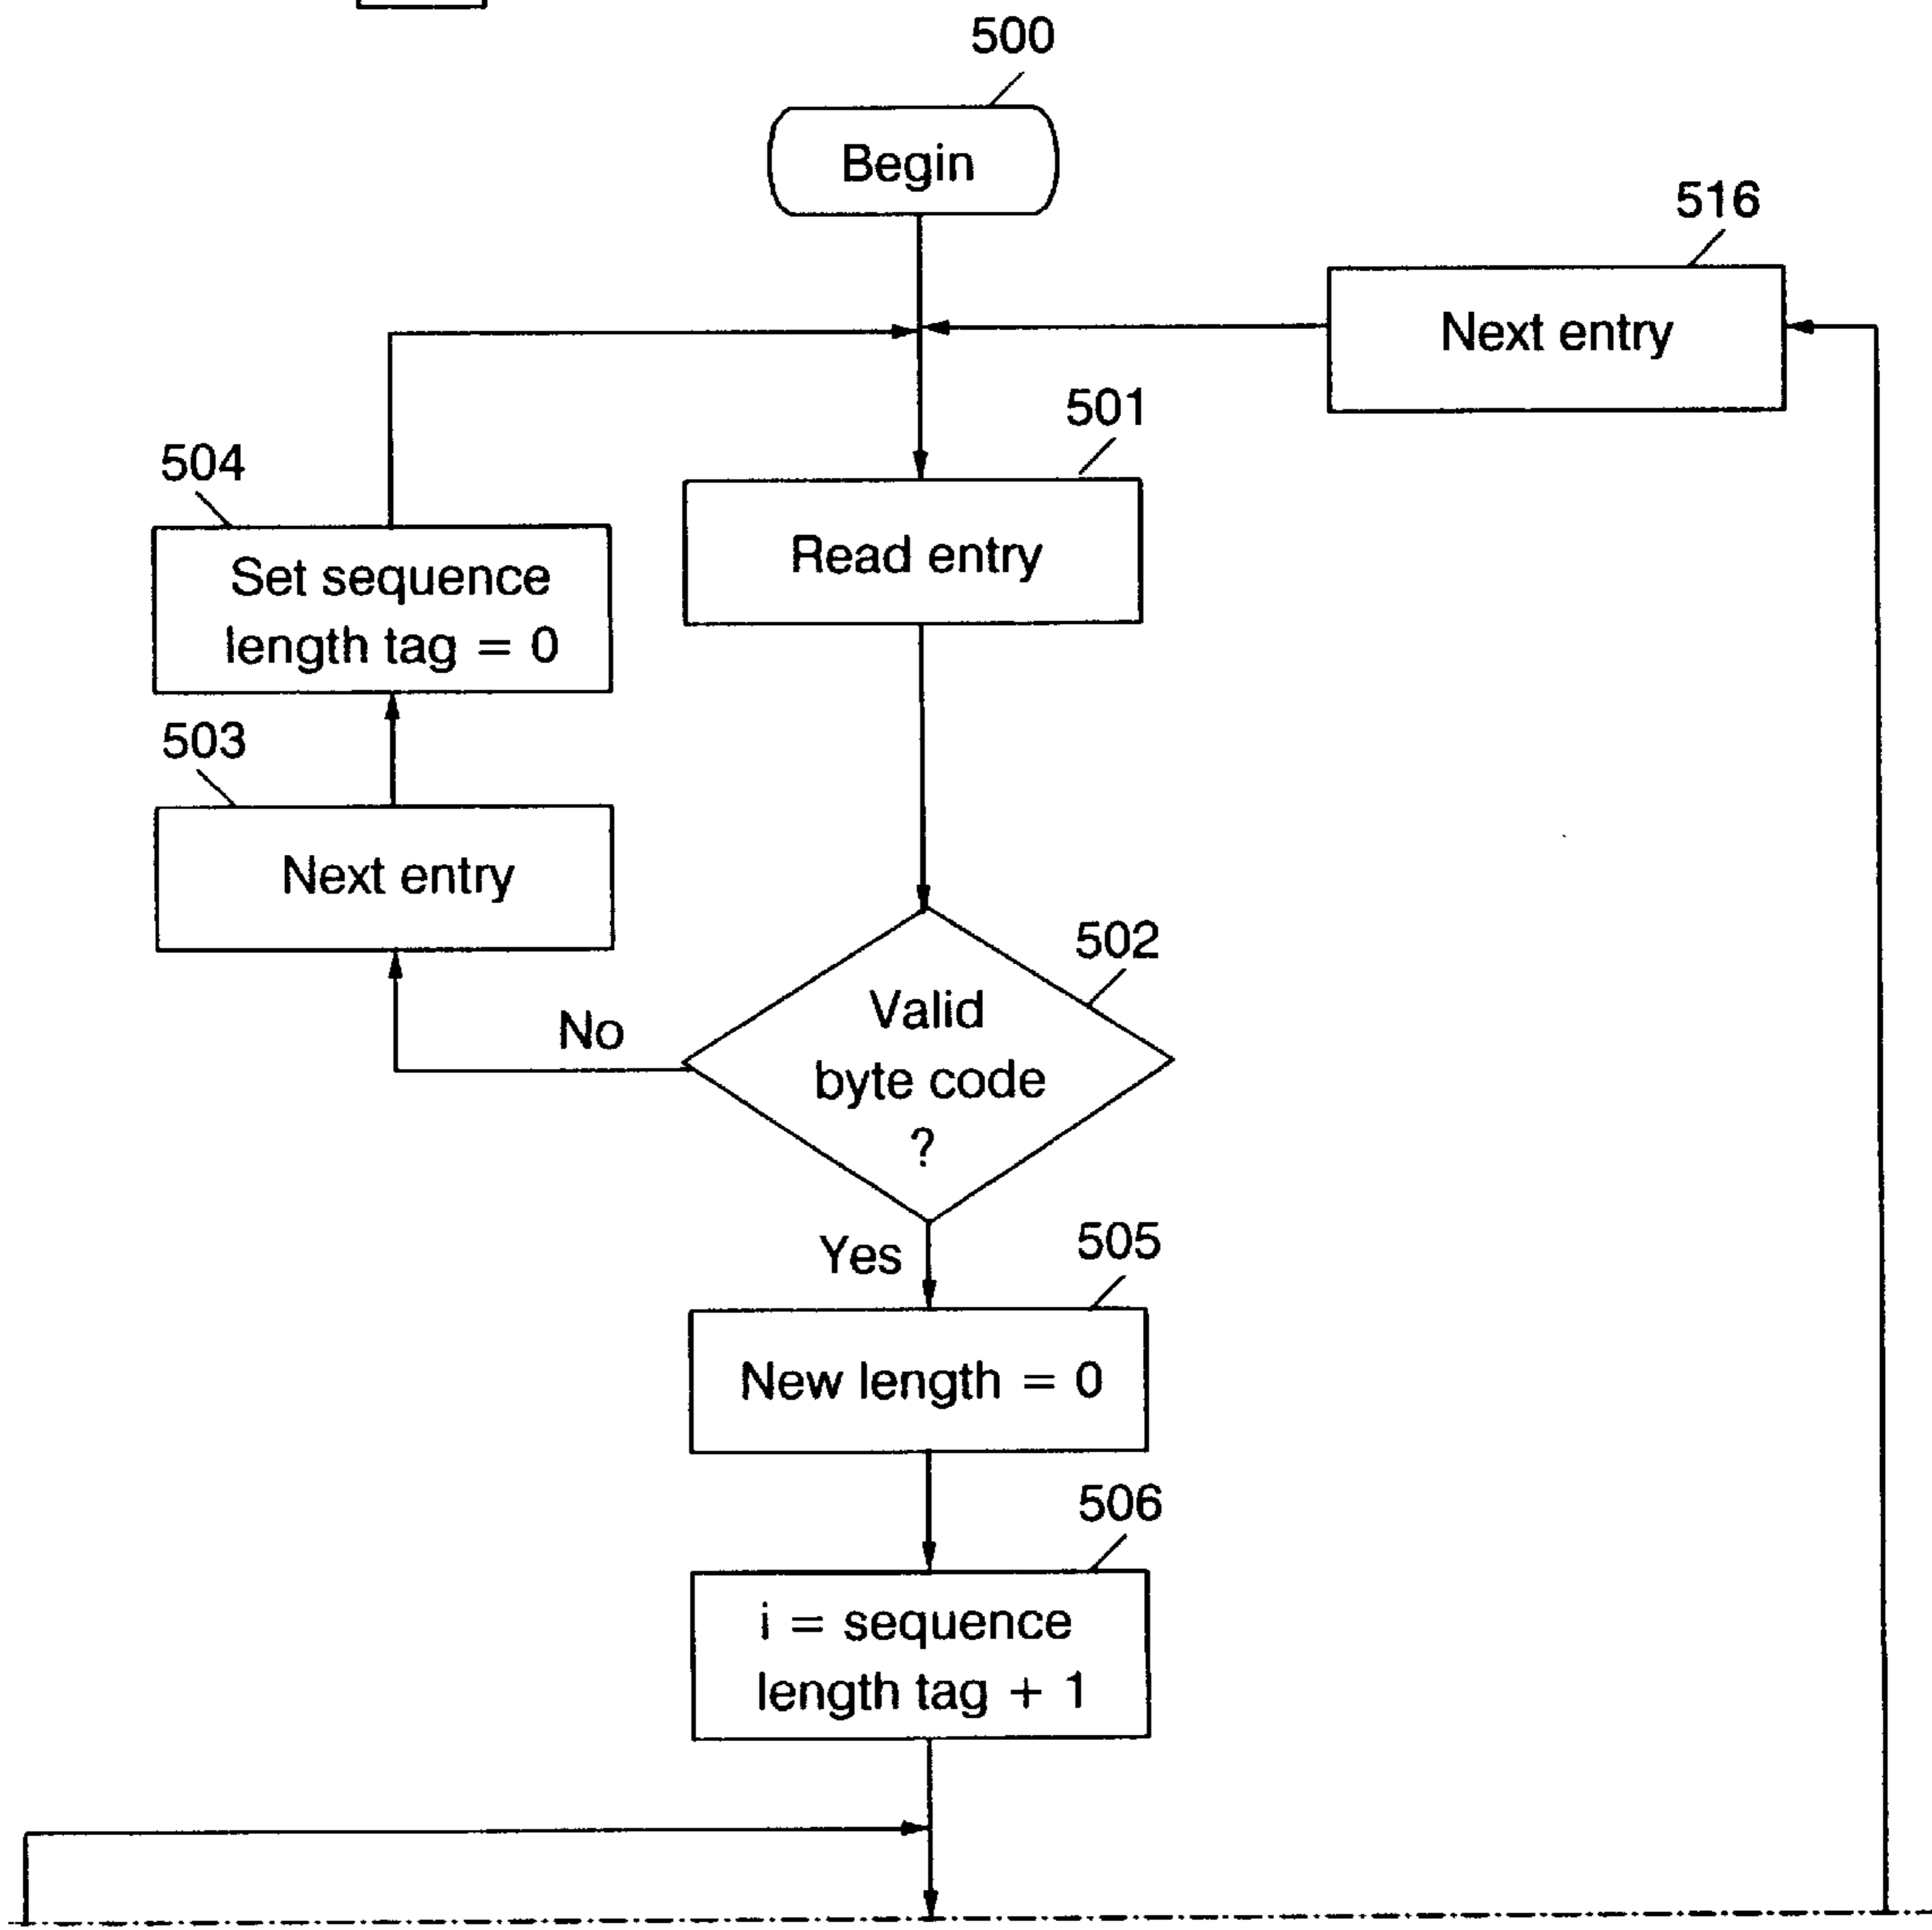 500
Begin
516
Next entry
501
Read entry
504
Set sequence
length tag = 0
503
Next entry
502
Valid
byte code
?
No
Yes
505
New length = 0
506
i = sequence
length tag + 1